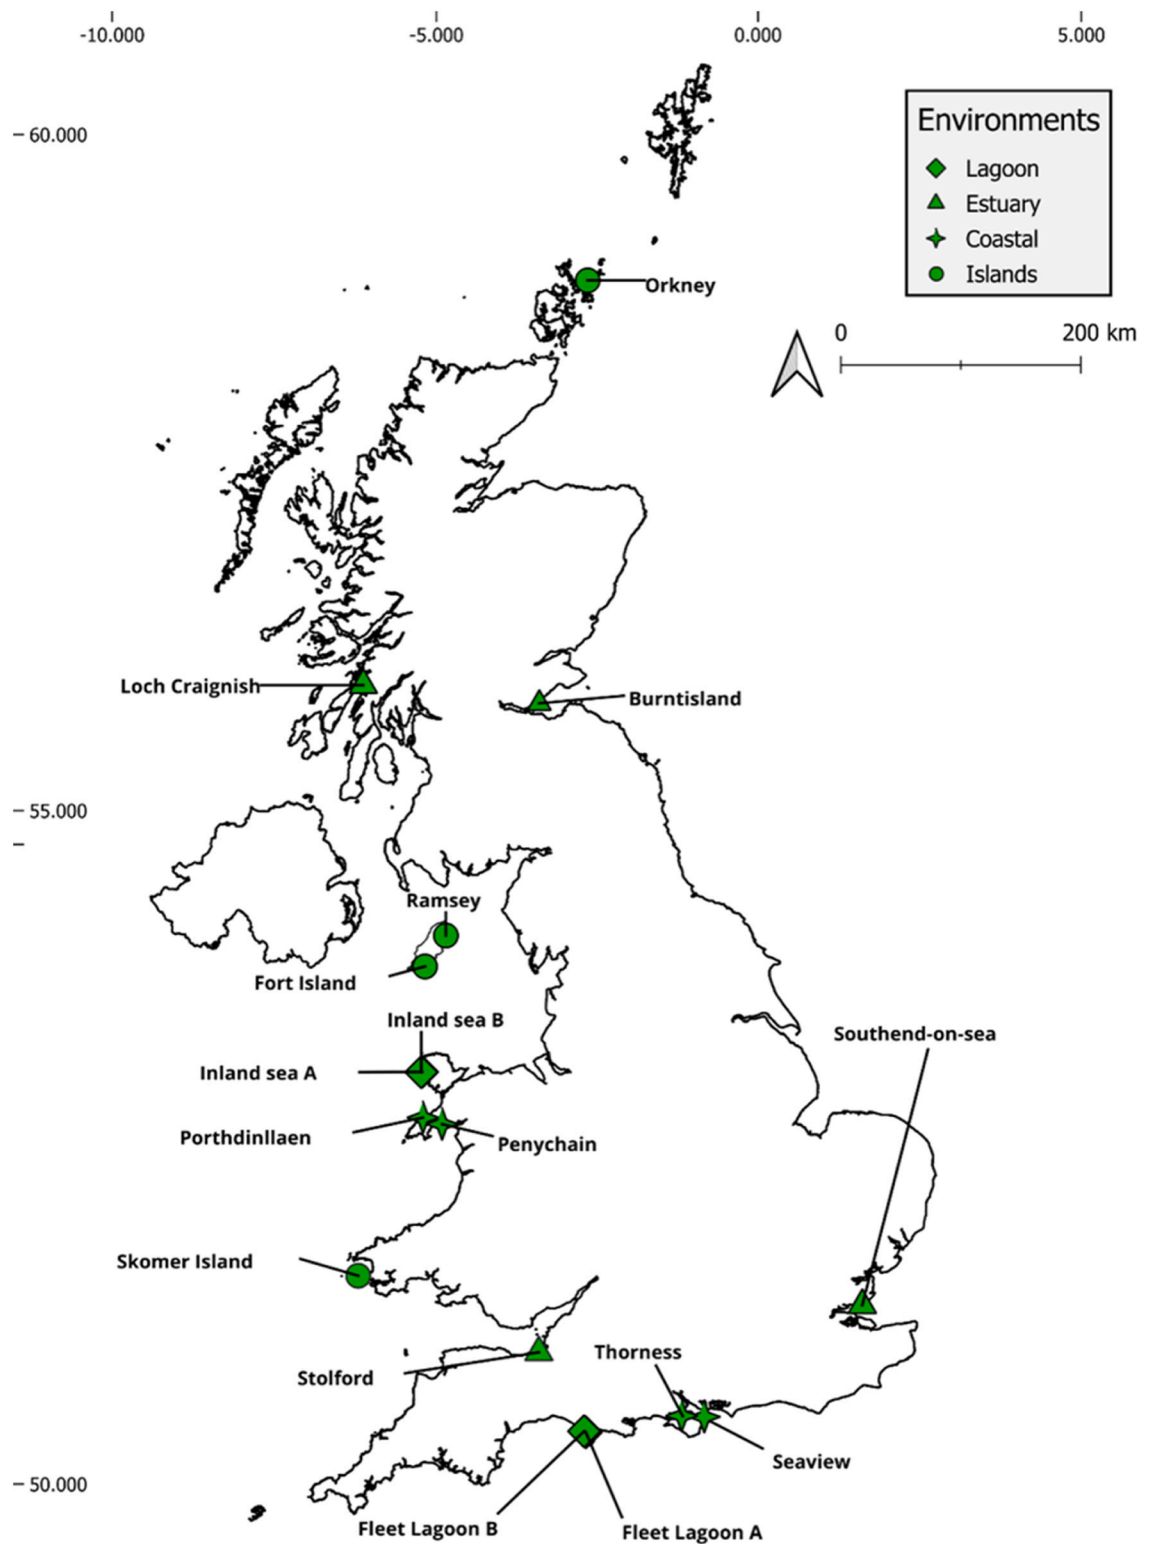 -10.000 -5.000 0.000 5.000
60.000
Environments
Lagoon
Estuary
Coastal
Islands
Orkney
0 200 km
Loch Craignish
Burntisland
55.000
Ramsey
Fort Island
Inland sea B
Southend-on-sea
Inland sea A
Porthdinllaen
Penychain
Skomer Island
Thorness
Stolford
Seaview
50.000
Fleet Lagoon B
Fleet Lagoon A